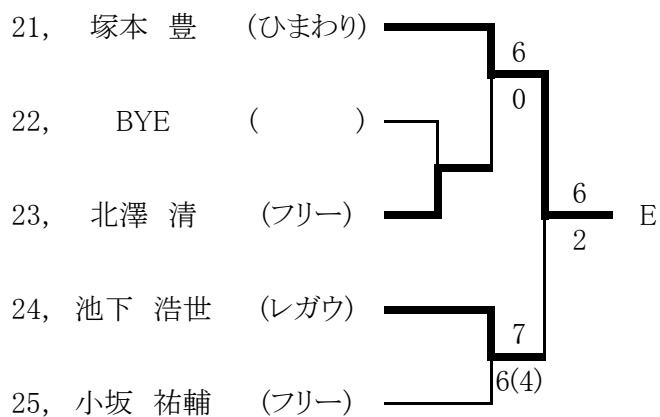 21, 塚本 豊 (ひまわり)
6
0
22, BYE ( )
6
23, 北澤 清 (フリー) E
2
24, 池下 浩世 (レガウ)
7
6(4)
25, 小坂 祐輔 (フリー)